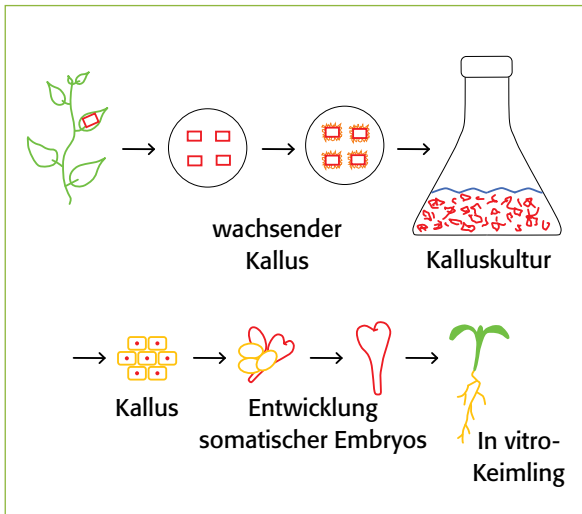 wachsender
Kallus
Kalluskultur
Kallus
Entwicklung
somatischer Embryos
In vitro-
Keimling